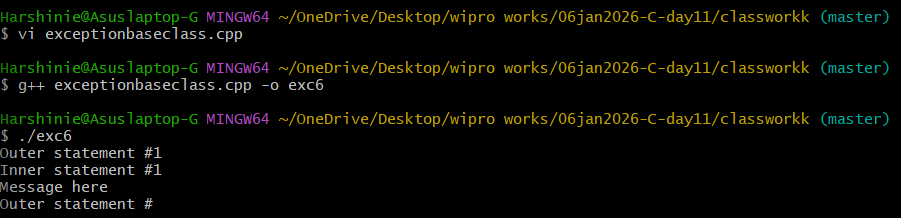 Harshinie@Asuslaptop-G MINGW64 ~/OneDrive/Desktop/wipro works/06jan2026-C-day11/classworkk (master)
$ vi exceptionbaseclass.cpp
Harshinie@Asuslaptop-G MINGW64 ~/OneDrive/Desktop/wipro works/06jan2026-C-day11/classworkk (master)
$ g++ exceptionbaseclass.cpp -o exc6
Harshinie@Asuslaptop-G MINGW64 ~/OneDrive/Desktop/wipro works/06jan2026-C-day11/classworkk (master)
$ ./exc6
Outer statement #1
Inner statement #1
Message here
Outer statement #